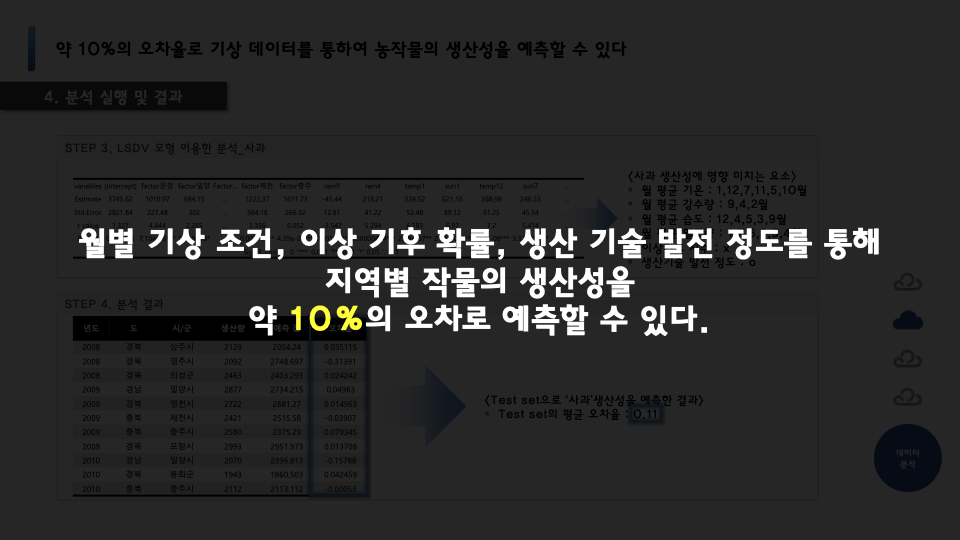 약 10%의 오차율로 기상 데이터를 통하여 농작물의 생산성을 예측할 수 있다
4. 분석 실행 및 결과
STEP 3. LSDV 모형 이용한 분석_사과
variables (Intercept) factor문경 factor밀양 Factor... factor제천 factor충주 rain9 rain4 temp1 sun1 temp12 sun7 ...
Estimate 3745.62 1010.37 684.15 ... 1222.37 1611.73 -45.44 218.21 324.52 621.16 308.98 246.53 ...
Std.Error 2821.84 227.48 302 ... 364.18 266.32 12.81 41.22 52.48 89.12 51.25 45.54 ...
<사과 생산성에 영향 미치는 요소>
월 평균 기온 : 1,12,7,11,5,10월
월 평균 강수량 : 9,4,2월
월 평균 습도 : 12,4,5,3,9월
생산기술 발전 정도 : o
월별 기상 조건, 이상 기후 확률, 생산 기술 발전 정도를 통해
지역별 작물의 생산성을
약 10%의 오차로 예측할 수 있다.
STEP 4. 분석 결과
년도 도 시/군 생산량
2008 경북 상주시 2129 2054.24 0.035115
2008 경북 영주시 2092 2748.697 -0.31391
2008 경북 의성군 2463 2403.293 0.024242
2009 경남 밀양시 2877 2734.215 0.04963
2009 경북 영천시 2722 2681.27 0.014963
2009 충북 제천시 2421 2515.58 -0.03907
2009 충북 충주시 2580 2375.29 0.079345
2009 경북 포항시 2993 2951.973 0.013708
2010 경남 밀양시 2070 2396.813 -0.15788
2010 경북 봉화군 1943 1860.503 0.042459
2010 충북 충주시 2112 2113.112 -0.00053
<Test set으로 '사과'생산성을 예측한 결과>
Test set의 평균 오차율 : 0.11
데이터
분석